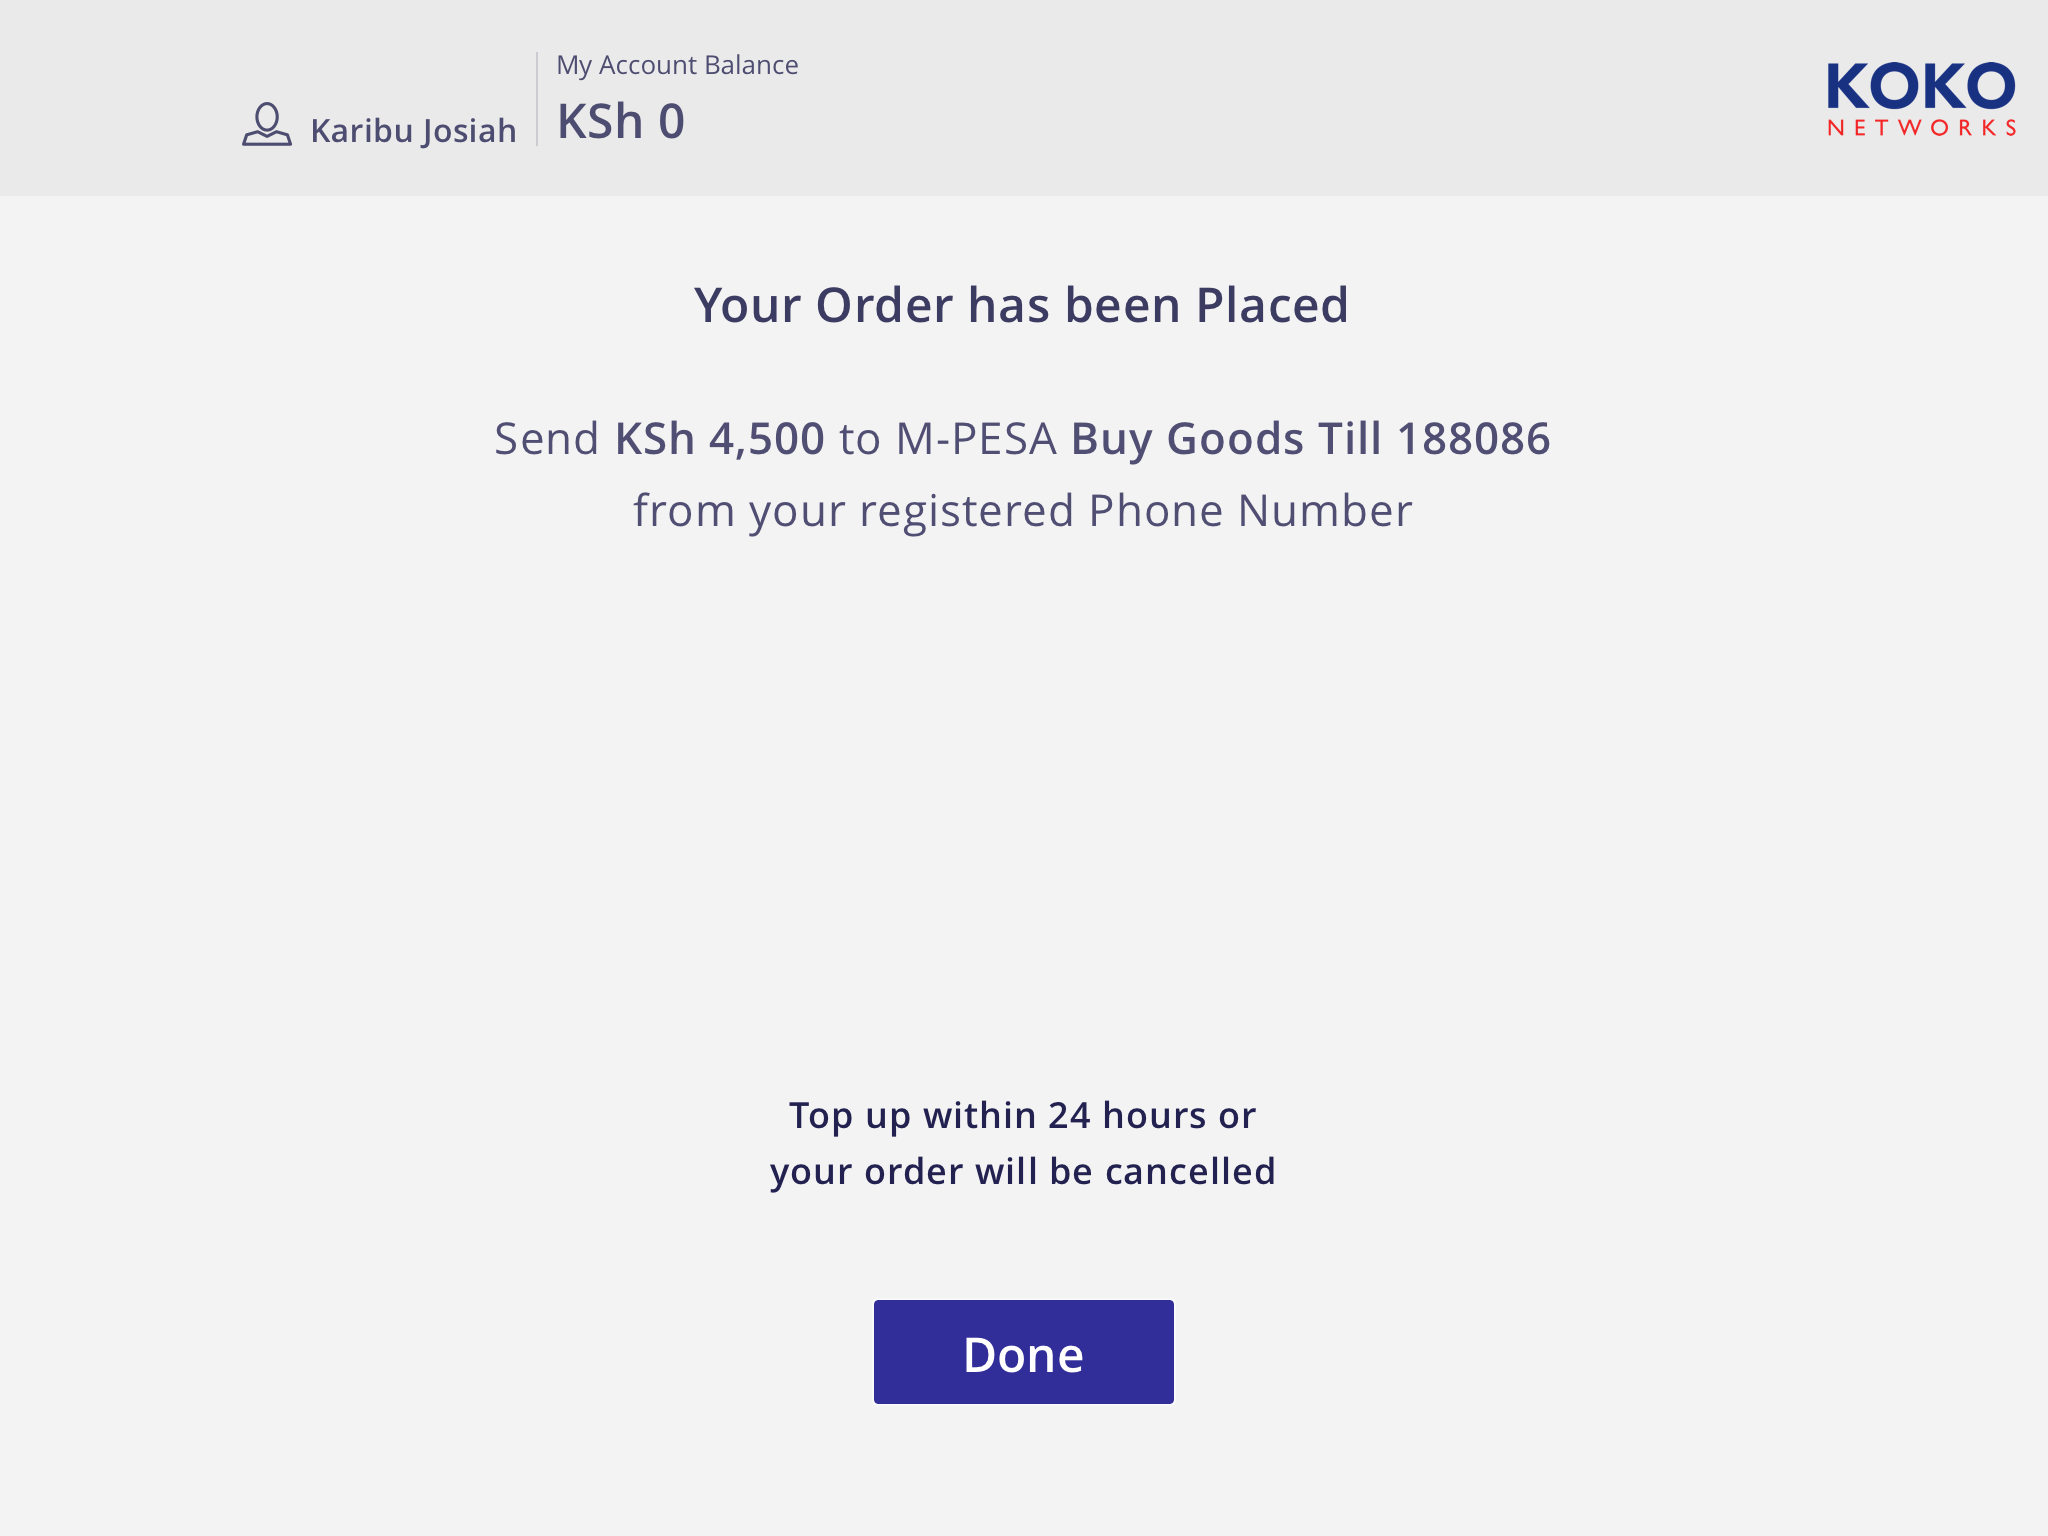 Karibu Josiah
My Account Balance
KSh 0
KOKO
NETWORKS
Your Order has been Placed
Send KSh 4,500 to M-PESA Buy Goods Till 188086
from your registered Phone Number
Top up within 24 hours or
your order will be cancelled
Done